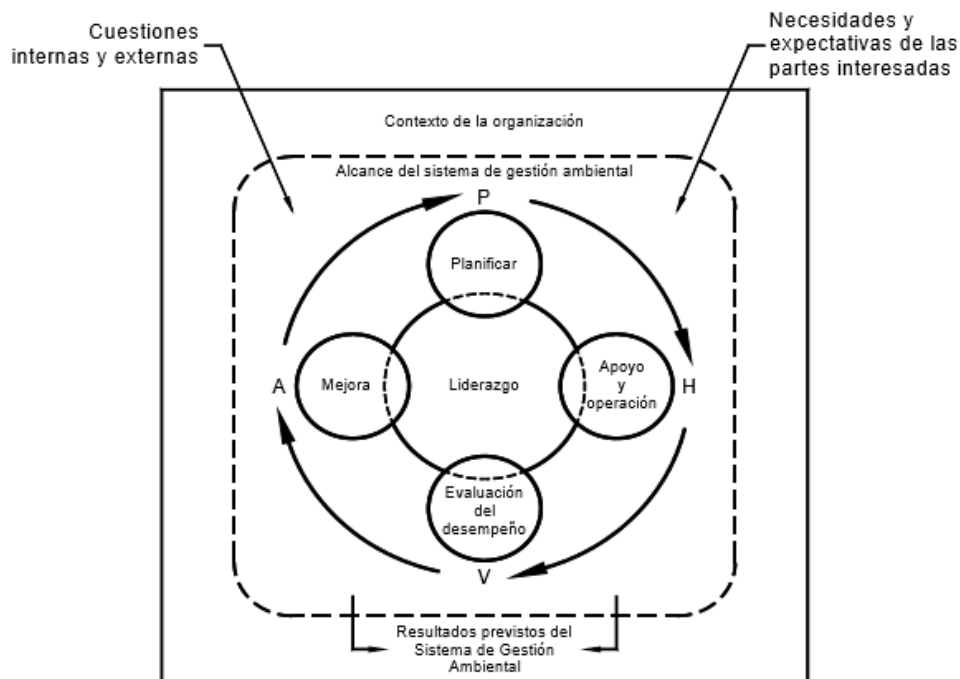 Cuestiones
internas y externas
Necesidades y
expectativas de las
partes interesadas
Contexto de la organización
Alcance del sistema de gestión ambiental
P
Planificar
A
Mejora
Liderazgo
Apoyo
y
operación
H
Evaluación
del
desempeño
V
Resultados previstos del
Sistema de Gestión
Ambiental